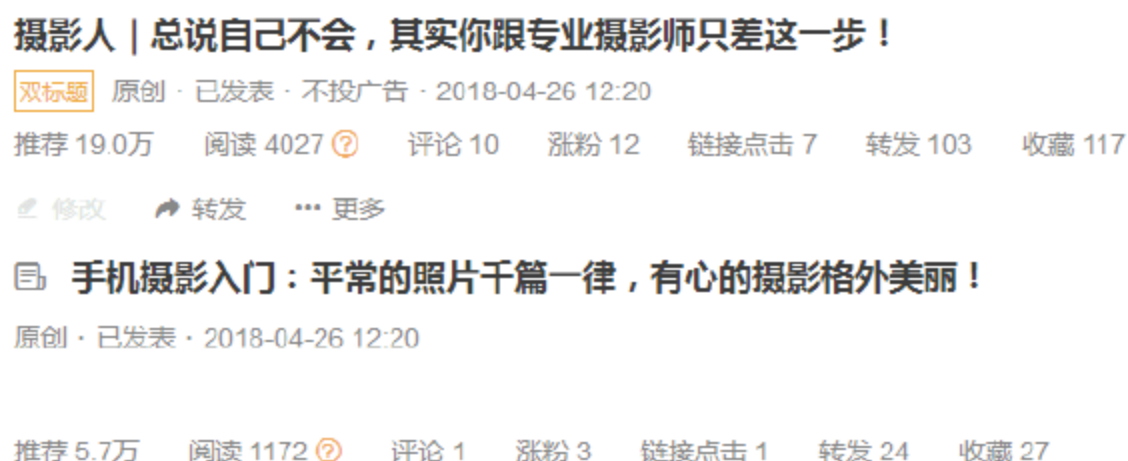 摄影人｜总说自己不会，其实你跟专业摄影师只差这一步！
双标题 原创 · 已发表 · 不投广告 · 2018-04-26 12:20
推荐 19.0万 阅读 4027 ? 评论 10 涨粉 12 链接点击 7 转发 103 收藏 117
修改 转发 ··· 更多
手机摄影入门：平常的照片千篇一律，有心的摄影格外美丽！
原创 · 已发表 · 2018-04-26 12:20
推荐 5.7万 阅读 1172 ? 评论 1 涨粉 3 链接点击 1 转发 24 收藏 27